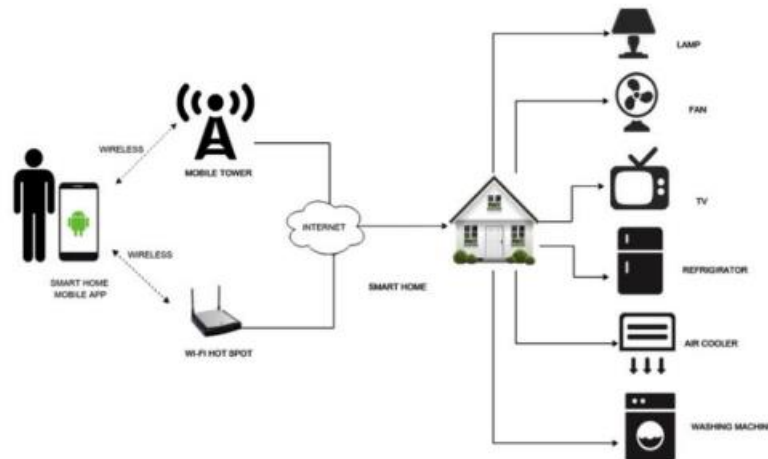 LAMP
FAN
WIRELESS
MOBILE TOWER
TV
INTERNET
WIRELESS
REFRIGIRATOR
SMART HOME
MOBILE APP
SMART HOME
AIR COOLER
WI-FI HOT SPOT
WASHING MACHIN